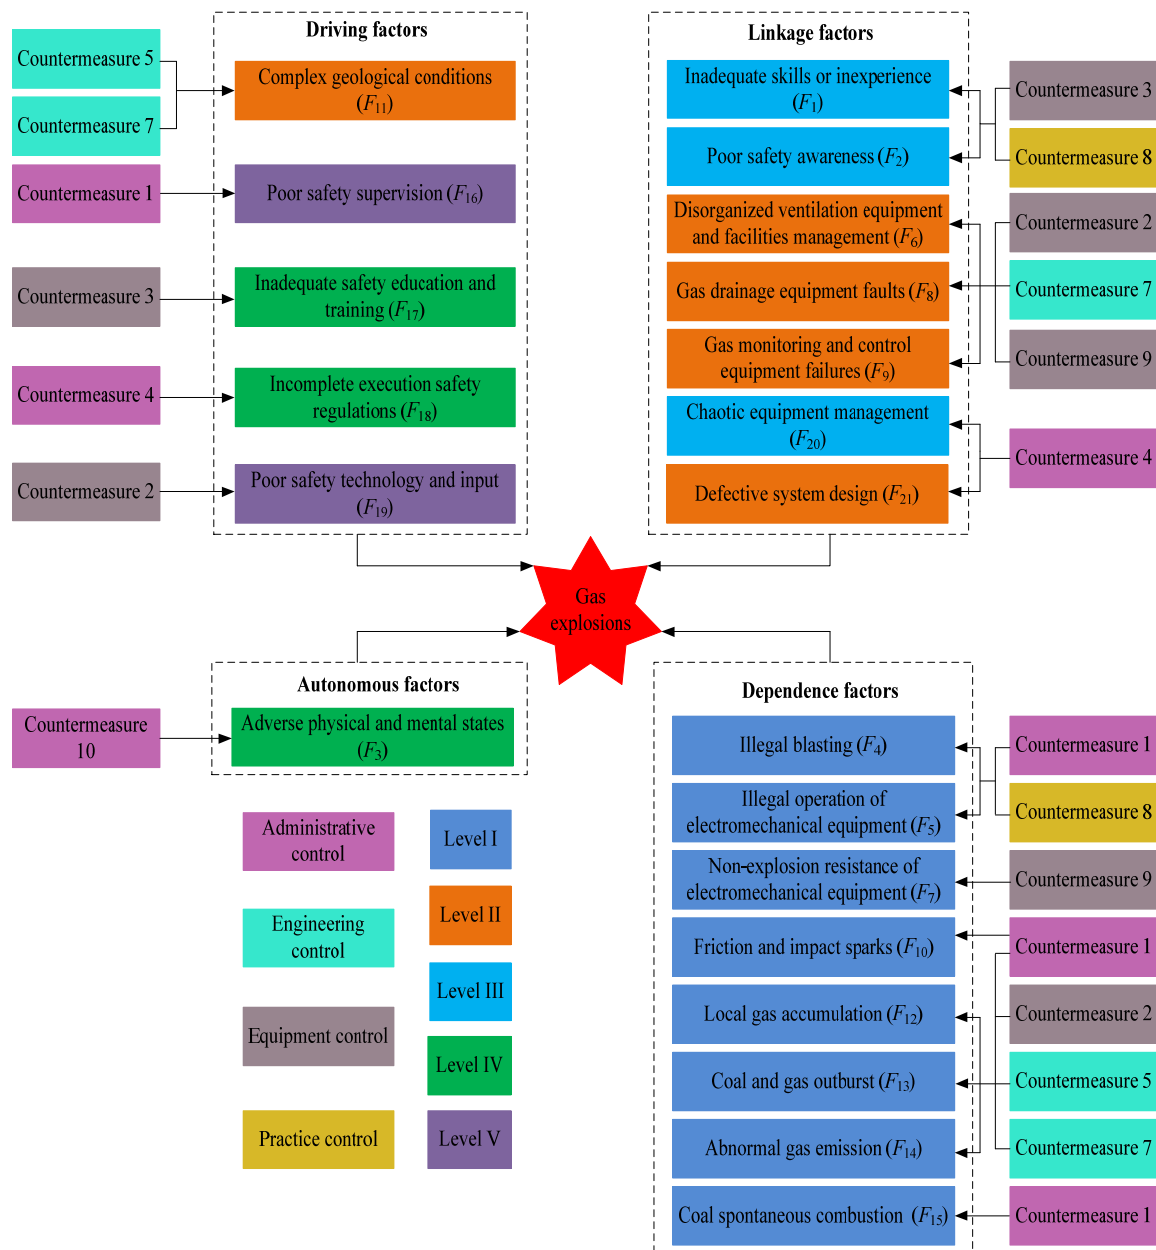 Driving factors
Countermeasure 5
Countermeasure 7
Complex geological conditions
(F11)
Countermeasure 1
Poor safety supervision (F16)
Countermeasure 3
Inadequate safety education and
training (F17)
Countermeasure 4
Incomplete execution safety
regulations (F18)
Countermeasure 2
Poor safety technology and input
(F19)
Linkage factors
Inadequate skills or inexperience
(F1)
Countermeasure 3
Poor safety awareness (F2)
Countermeasure 8
Disorganized ventilation equipment
and facilities management (F6)
Countermeasure 2
Gas drainage equipment faults (F8)
Countermeasure 7
Gas monitoring and control
equipment failures (F9)
Countermeasure 9
Chaotic equipment management
(F20)
Countermeasure 4
Defective system design (F21)
Gas
explosions
Autonomous factors
Countermeasure
10
Adverse physical and mental states
(F3)
Administrative
control
Level I
Engineering
control
Level II
Level III
Equipment control
Level IV
Practice control
Level V
Dependence factors
Illegal blasting (F4)
Countermeasure 1
Illegal operation of
electromechanical equipment (F5)
Countermeasure 8
Non-explosion resistance of
electromechanical equipment (F7)
Countermeasure 9
Friction and impact sparks (F10)
Countermeasure 1
Local gas accumulation (F12)
Countermeasure 2
Coal and gas outburst (F13)
Countermeasure 5
Abnormal gas emission (F14)
Countermeasure 7
Coal spontaneous combustion (F15)
Countermeasure 1